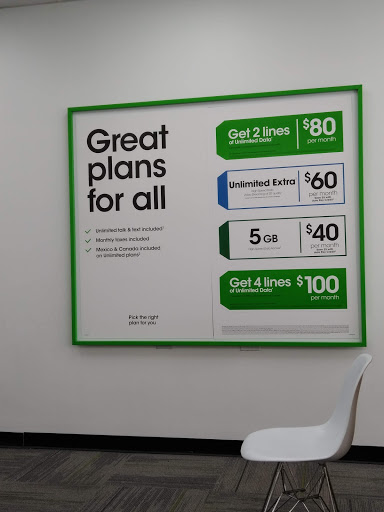 Great
plans
for all
Unlimited talk & text included
Monthly taxes included
Mexico & Canada included
on Unlimited plans
Pick the right
plan for you
Get 2 lines
of Unlimited Data
$80
per month
Unlimited Extra
$60
per month
5 GB
$40
per month
Get 4 lines
of Unlimited Data
$100
per month